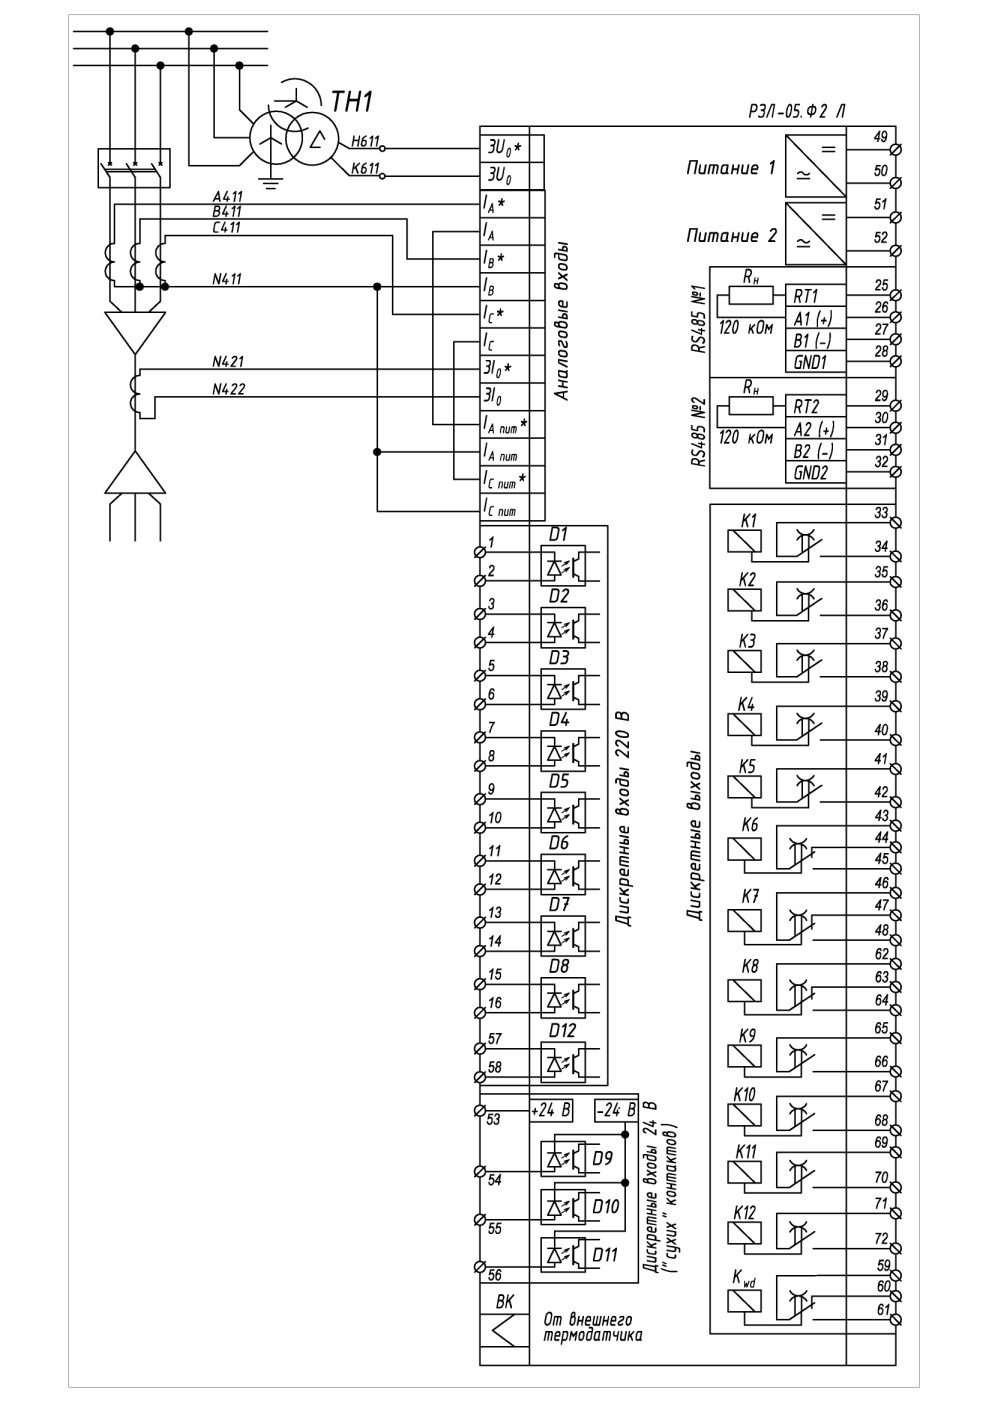 ТН1
РЗЛ-05.Ф2 Л
Н611
К611
А411
В411
С411
N411
N421
N422
3U0*
3U0
IA*
IA
IB*
IB
IC*
IC
3I0*
3I0
IA пит*
IA пит
IC пит*
IC пит
Аналоговые входы
1
D1
2
3
D2
4
5
D3
6
7
D4
8
9
D5
10
11
D6
12
13
D7
14
15
D8
16
57
D12
58
Дискретные входы 220 В
53
+24 В
-24 В
54
D9
55
D10
56
D11
Дискретные входы 24 В
("сухих" контактов)
ВК
От внешнего
термодатчика
Питание 1
49
50
Питание 2
51
52
RS485 №1
Rн
120 кОм
RT1
A1 (+)
B1 (-)
GND1
25
26
27
28
RS485 №2
Rн
120 кОм
RT2
A2 (+)
B2 (-)
GND2
29
30
31
32
Дискретные выходы
K1
33
34
K2
35
36
K3
37
38
K4
39
40
K5
41
42
K6
43
44
45
K7
46
47
48
K8
62
63
64
K9
65
66
K10
67
68
K11
69
70
K12
71
72
Kwd
59
60
61